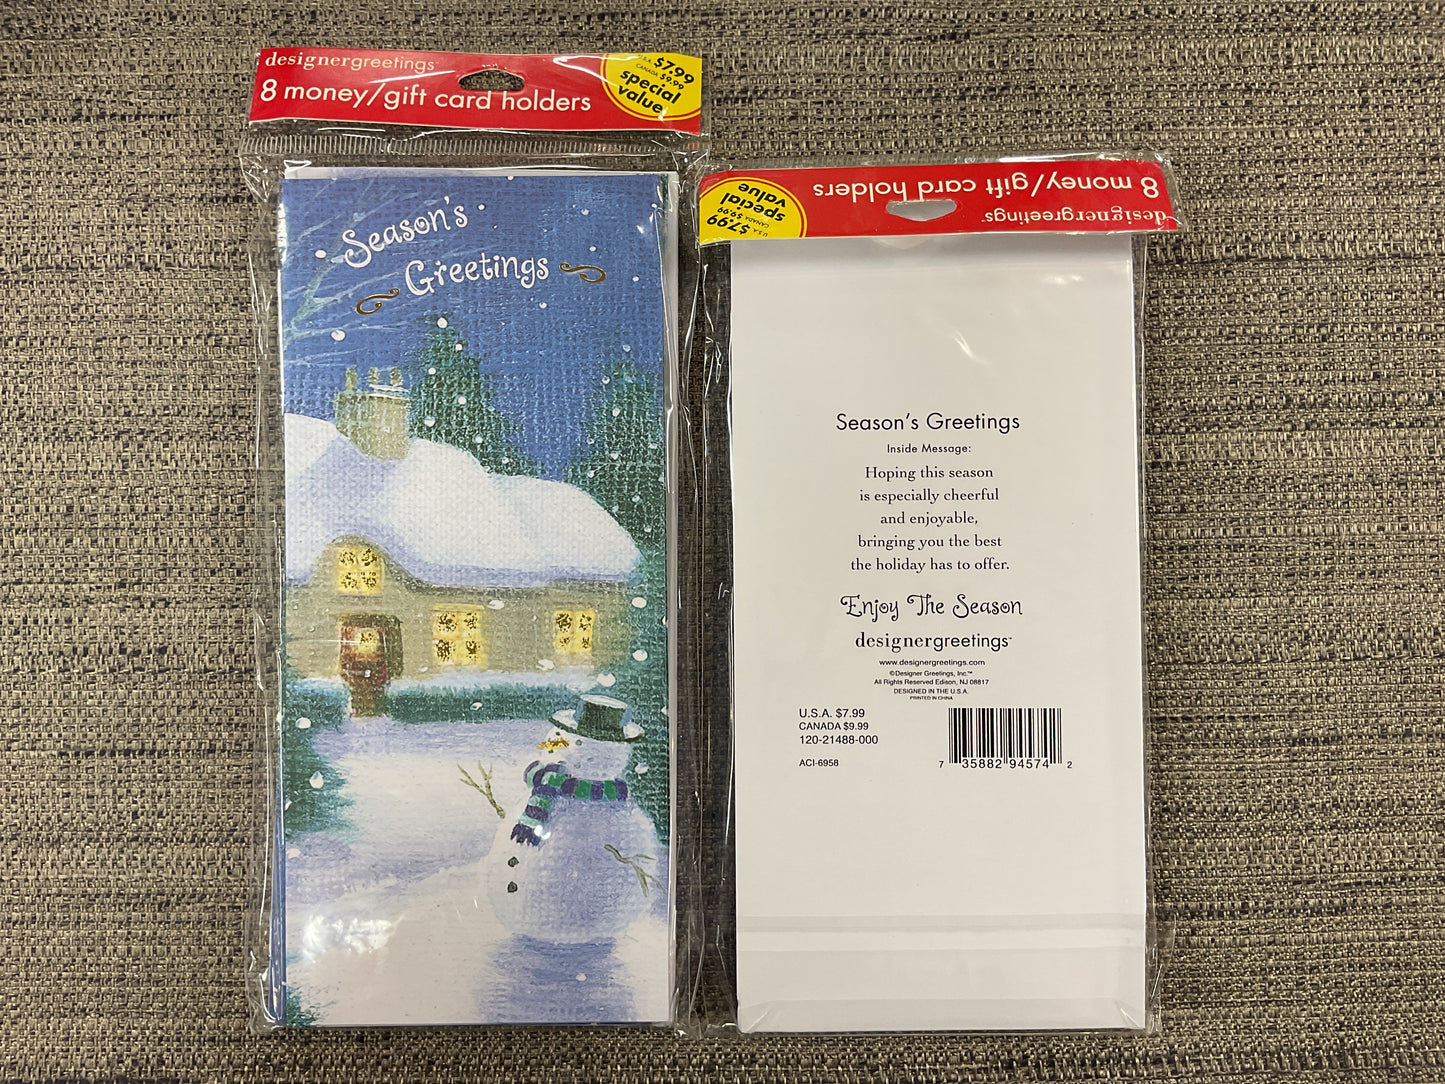 designergreetings™
8 money/gift card holders
U.S.A. $7.99
CANADA $9.99
special
value
Season's
Greetings
8 money/gift card holders
designergreetings™
U.S.A. $7.99
CANADA $9.99
special
value
Season's Greetings
Inside Message:
Hoping this season
is especially cheerful
and enjoyable,
bringing you the best
the holiday has to offer.
Enjoy The Season
designergreetings™
www.designergreetings.com
©Designer Greetings, Inc.™
All Rights Reserved Edison, NJ 08817
DESIGNED IN THE U.S.A.
PRINTED IN CHINA
U.S.A. $7.99
CANADA $9.99
120-21488-000
ACI-6958
7 35882 94574 2